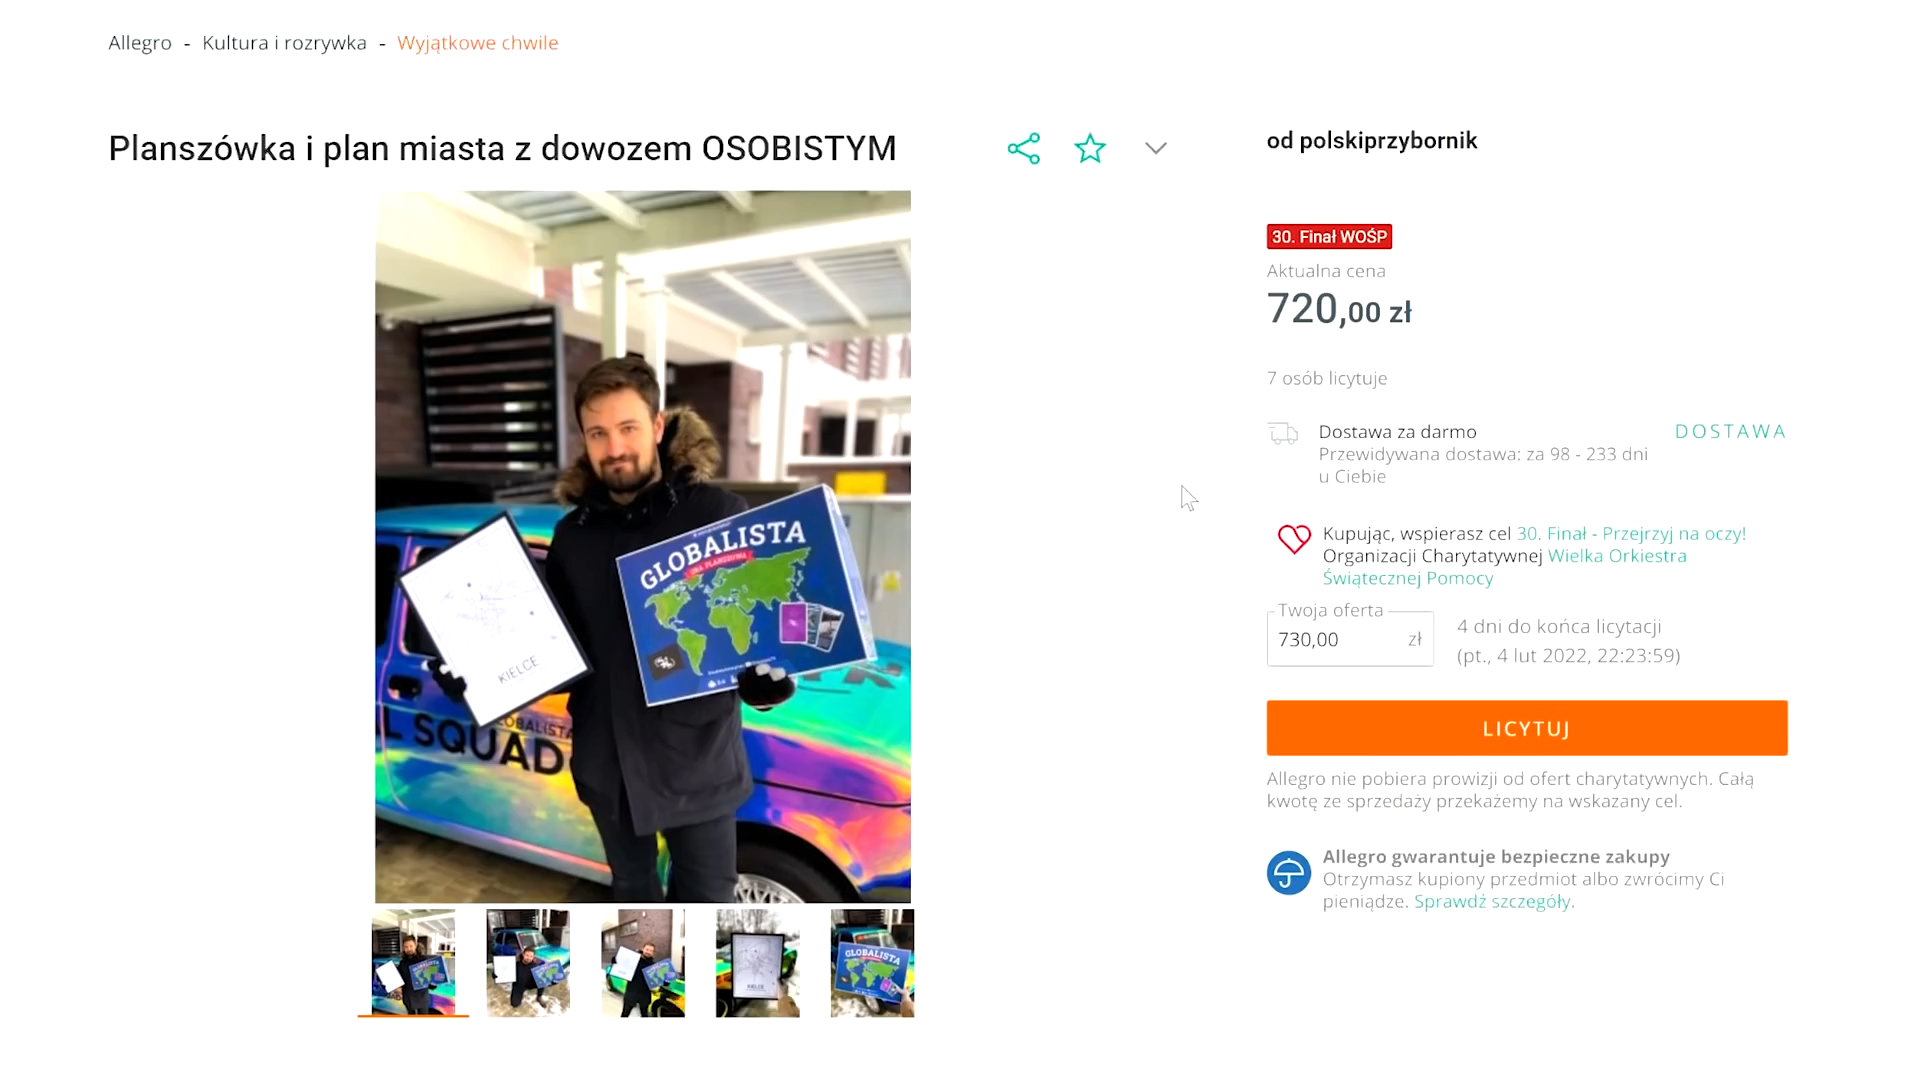 Allegro - Kultura i rozrywka - Wyjątkowe chwile
Planszówka i plan miasta z dowozem OSOBISTYM
od polskiprzybornik
30. Finał WOŚP
Aktualna cena
720,00 zł
7 osób licytuje
Dostawa za darmo
DOSTAWA
Przewidywana dostawa: za 98 - 233 dni
u Ciebie
Kupując, wspierasz cel 30. Finał - Przejrzyj na oczy!
Organizacji Charytatywnej Wielka Orkiestra
Świątecznej Pomocy
Twoja oferta
730,00 zł
4 dni do końca licytacji
(pt., 4 lut 2022, 22:23:59)
LICYTUJ
Allegro nie pobiera prowizji od ofert charytatywnych. Całą
kwotę ze sprzedaży przekażemy na wskazany cel.
Allegro gwarantuje bezpieczne zakupy
Otrzymasz kupiony przedmiot albo zwrócimy Ci
pieniądze. Sprawdź szczegóły.
GLOBALISTA
GRA PLANSZOWA
KIELCE
GLOBALISTA
L SQUAD
GLOBALISTA
KIELCE